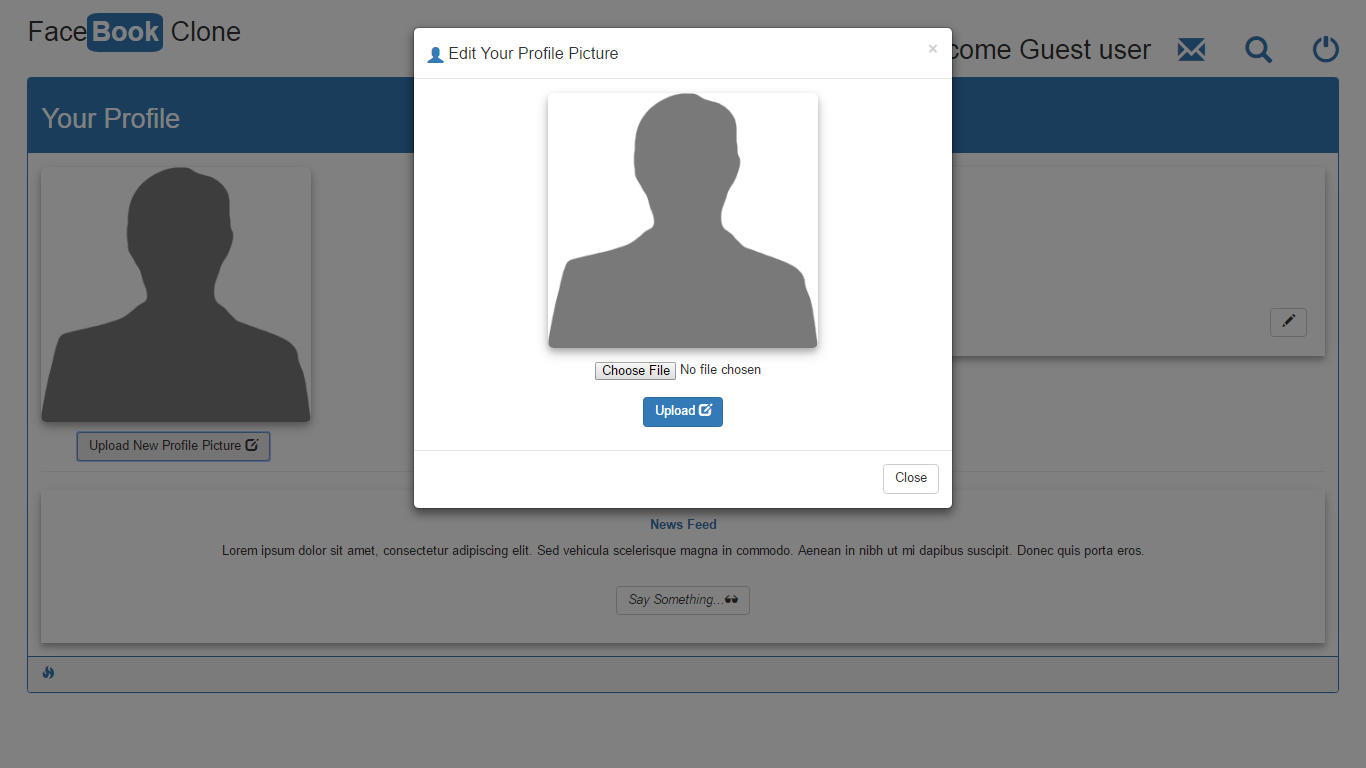 FaceBook Clone
come Guest user
Edit Your Profile Picture
×
Your Profile
Choose File No file chosen
Upload
Upload New Profile Picture
Close
News Feed
Lorem ipsum dolor sit amet, consectetur adipiscing elit. Sed vehicula scelerisque magna in commodo. Aenean in nibh ut mi dapibus suscipit. Donec quis porta eros.
Say Something...